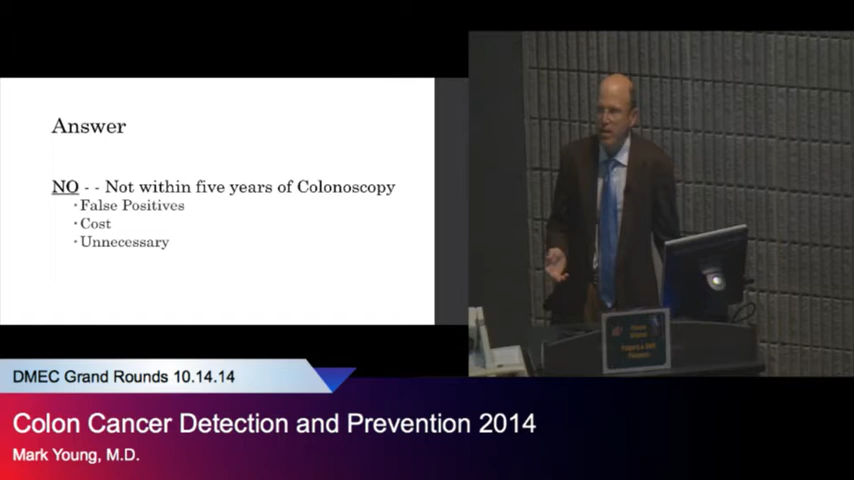 Answer
NO - - Not within five years of Colonoscopy
· False Positives
· Cost
· Unnecessary
DMEC Grand Rounds 10.14.14
Colon Cancer Detection and Prevention 2014
Mark Young, M.D.